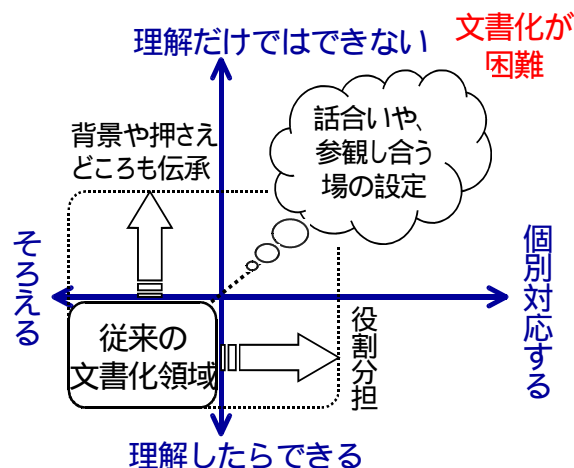 文書化が
困難
理解だけではできない
話合いや、
参観し合う
場の設定
背景や押さえ
どころも伝承
そろえる
個別対応する
従来の
文書化領域
役割分担
理解したらできる